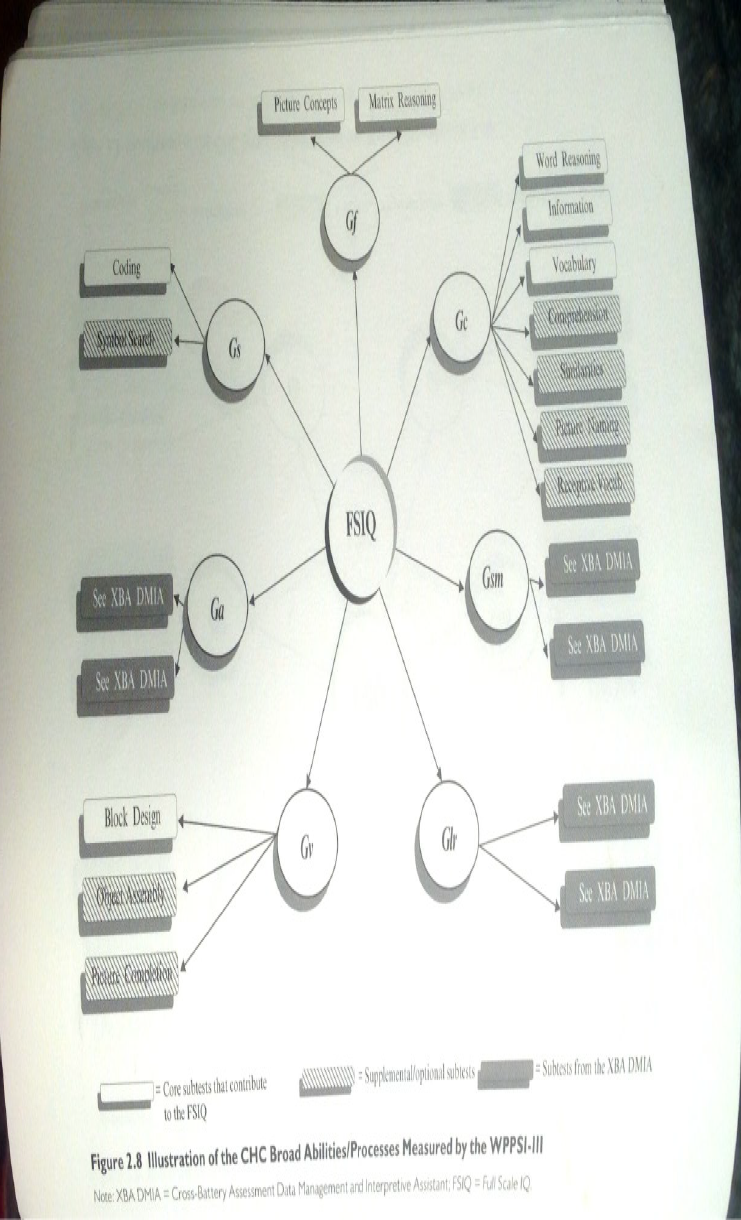 Picture Concepts
Matrix Reasoning
Gf
Word Reasoning
Information
Vocabulary
Comprehension
Similarities
Picture Naming
Receptive Vocab
Gc
Coding
Symbol Search
Gs
FSIQ
Gsm
See XBA DMIA
See XBA DMIA
Ga
See XBA DMIA
See XBA DMIA
Block Design
Object Assembly
Picture Completion
Gv
Glr
See XBA DMIA
See XBA DMIA
= Core subtests that contribute
to the FSIQ
= Supplemental/optional subtests
= Subtests from the XBA DMIA
Figure 2.8 Illustration of the CHC Broad Abilities/Processes Measured by the WPPSI-III
Note: XBA DMIA = Cross-Battery Assessment Data Management and Interpretive Assistant; FSIQ = Full Scale IQ.